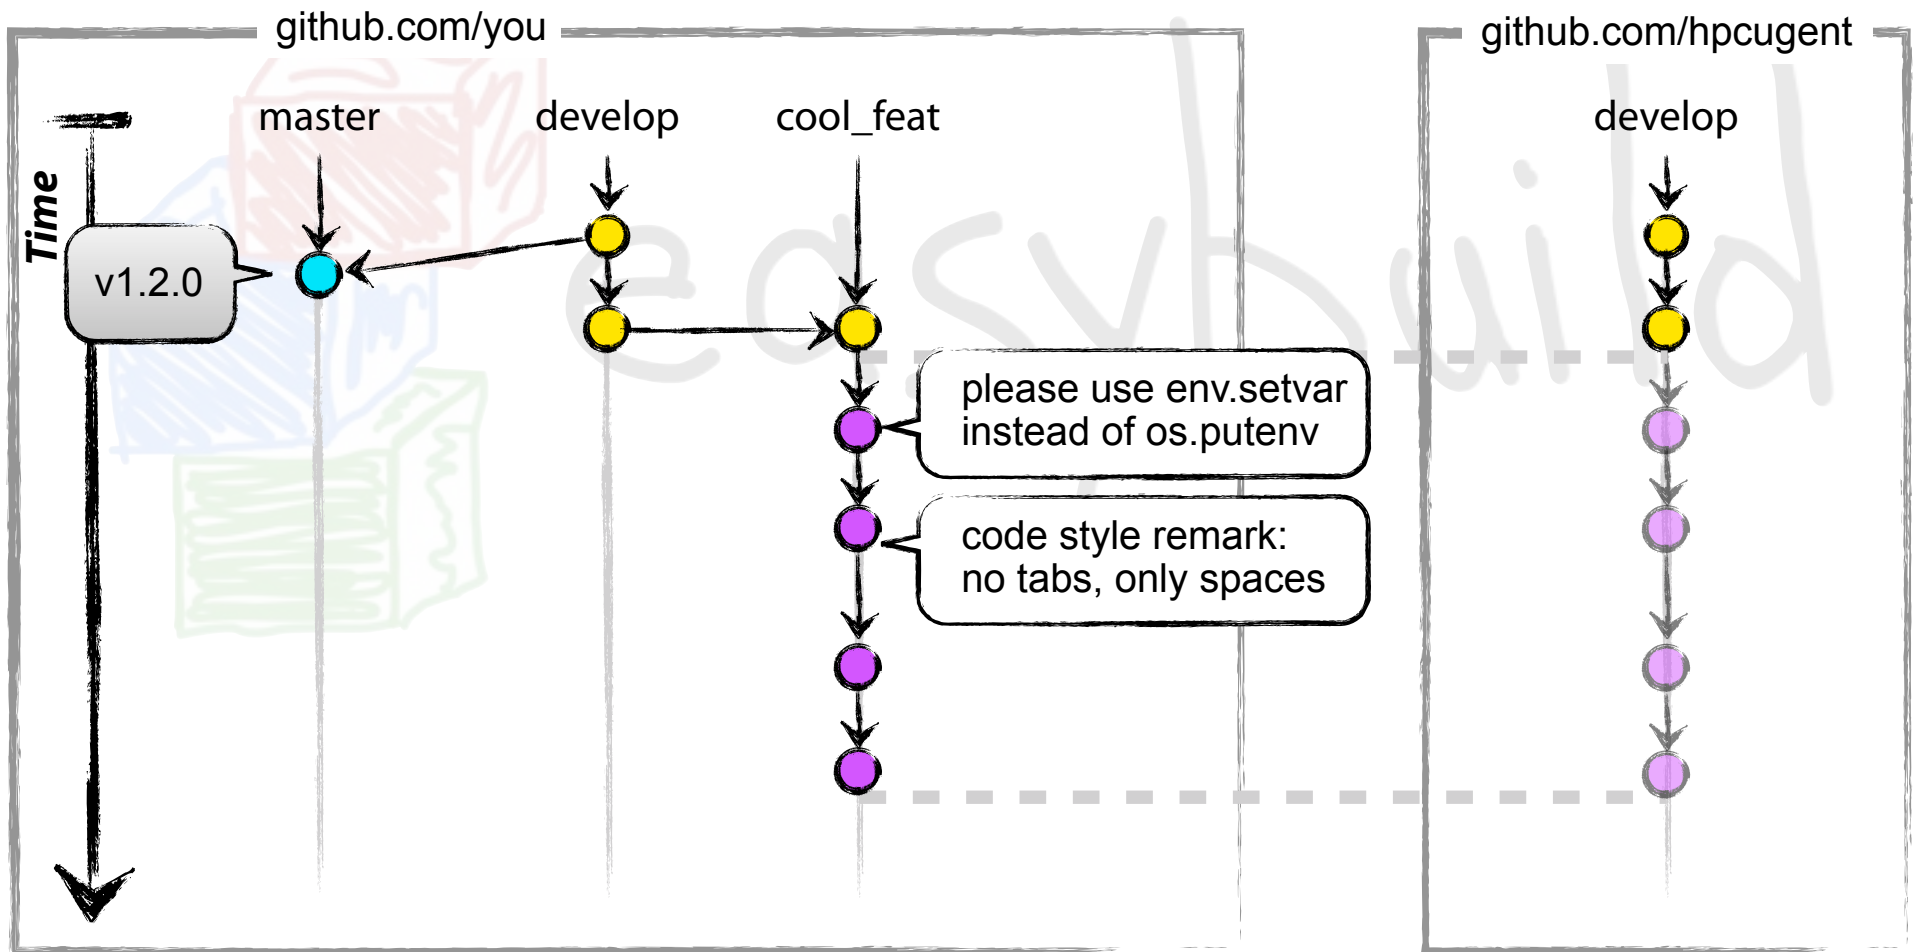 github.com/you
github.com/hpcugent
master
develop
cool_feat
develop
Time
v1.2.0
easybuild
please use env.setvar
instead of os.putenv
code style remark:
no tabs, only spaces